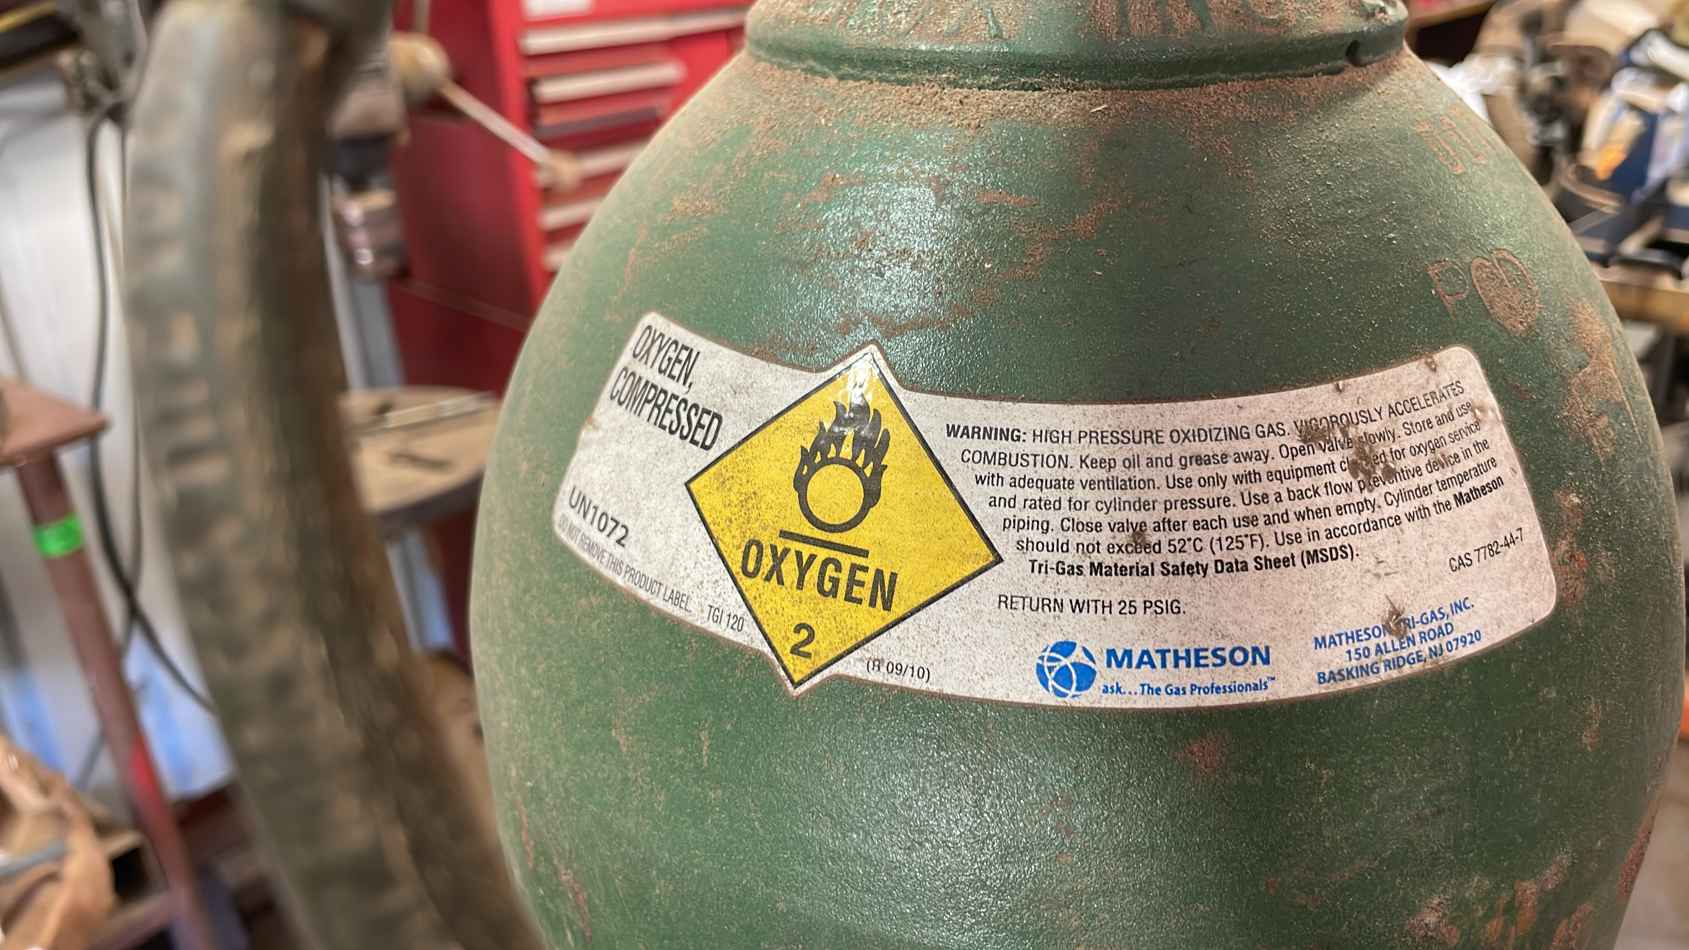 OXYGEN,
COMPRESSED
UN1072
DO NOT REMOVE THIS PRODUCT LABEL.
TGI 120
OXYGEN
2
(R 09/10)
WARNING: HIGH PRESSURE OXIDIZING GAS. VIGOROUSLY ACCELERATES
COMBUSTION. Keep oil and grease away. Open valve slowly. Store and use
with adequate ventilation. Use only with equipment cleaned for oxygen service
and rated for cylinder pressure. Use a back flow preventive device in the
piping. Close valve after each use and when empty. Cylinder temperature
should not exceed 52°C (125°F). Use in accordance with the Matheson
Tri-Gas Material Safety Data Sheet (MSDS).
CAS 7782-44-7
RETURN WITH 25 PSIG.
MATHESON
ask...The Gas Professionals™
MATHESON TRI-GAS, INC.
150 ALLEN ROAD
BASKING RIDGE, NJ 07920